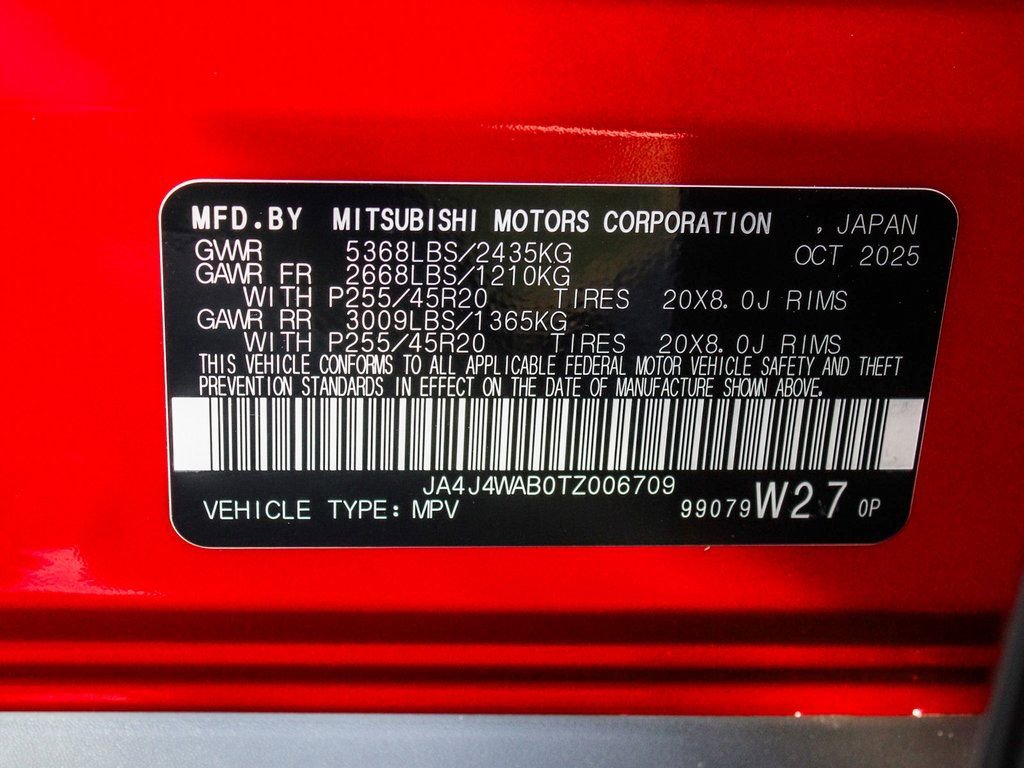 MFD.BY MITSUBISHI MOTORS CORPORATION , JAPAN
GVWR 5368LBS/2435KG OCT 2025
GAWR FR 2668LBS/1210KG
WITH P255/45R20 TIRES 20X8.0J RIMS
GAWR RR 3009LBS/1365KG
WITH P255/45R20 TIRES 20X8.0J RIMS
THIS VEHICLE CONFORMS TO ALL APPLICABLE FEDERAL MOTOR VEHICLE SAFETY AND THEFT
PREVENTION STANDARDS IN EFFECT ON THE DATE OF MANUFACTURE SHOWN ABOVE.
JA4J4WAB0TZ006709
VEHICLE TYPE: MPV 99079 W27 0P